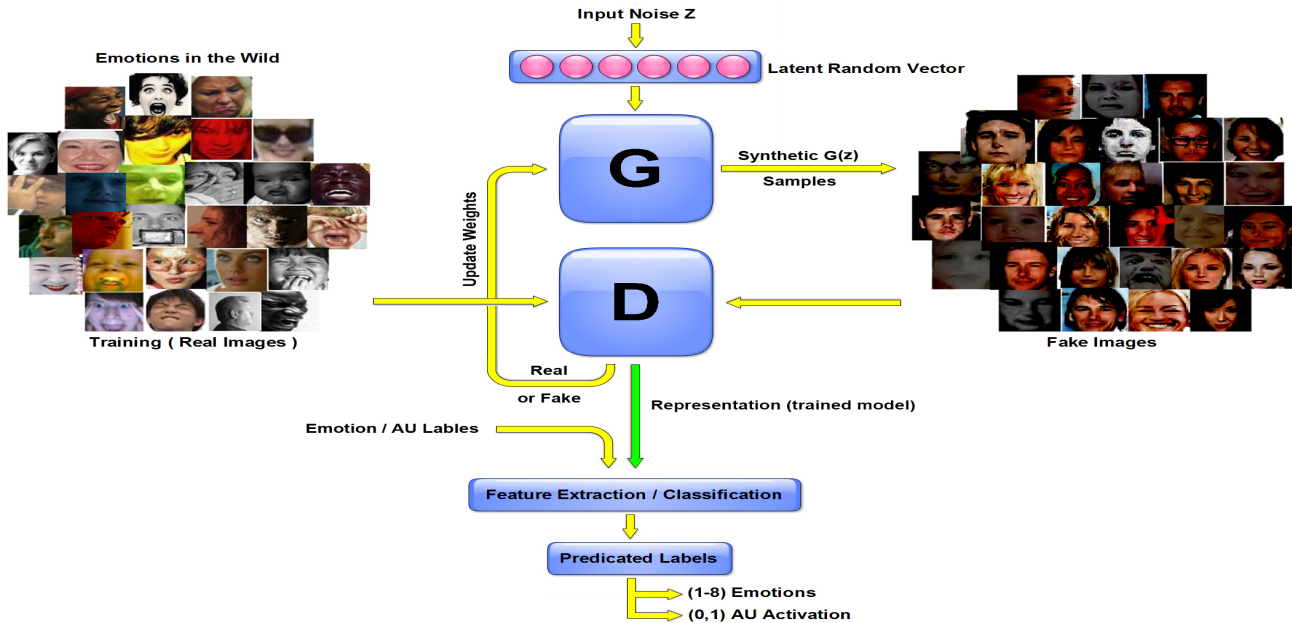 Input Noise Z
Emotions in the Wild
Latent Random Vector
G
Synthetic G(z)
Samples
Update Weights
D
Training ( Real Images )
Fake Images
Real
or Fake
Representation (trained model)
Emotion / AU Lables
Feature Extraction / Classification
Predicated Labels
(1-8) Emotions
(0,1) AU Activation